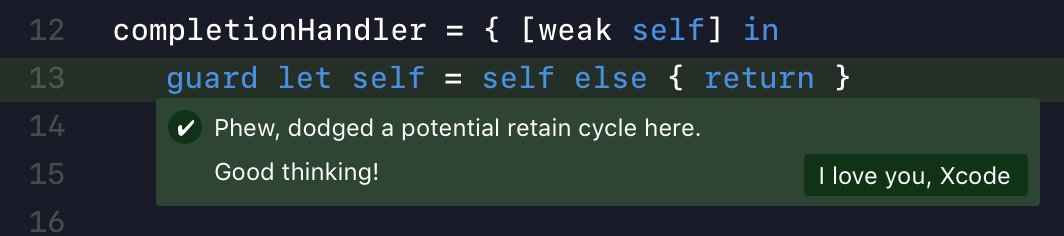 12 completionHandler = { [weak self] in
13 guard let self = self else { return }
14 ✔ Phew, dodged a potential retain cycle here.
15 Good thinking! I love you, Xcode
16